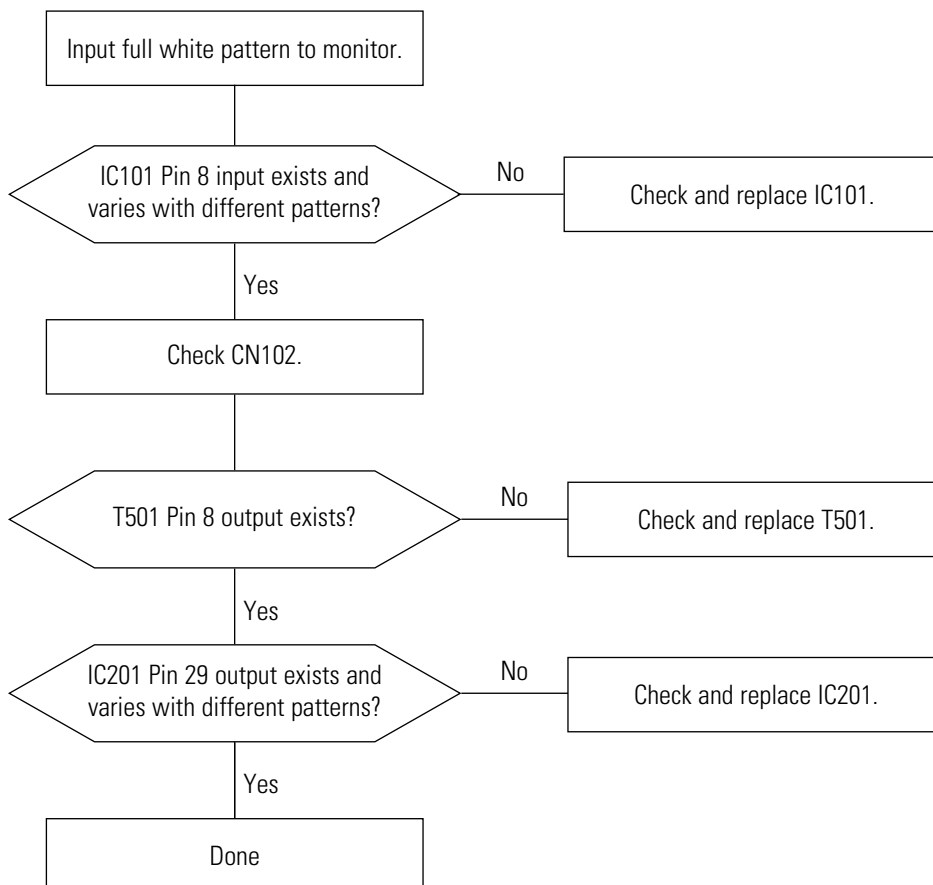 Input full white pattern to monitor.
IC101 Pin 8 input exists and
varies with different patterns?
No
Check and replace IC101.
Yes
Check CN102.
T501 Pin 8 output exists?
No
Check and replace T501.
Yes
IC201 Pin 29 output exists and
varies with different patterns?
No
Check and replace IC201.
Yes
Done